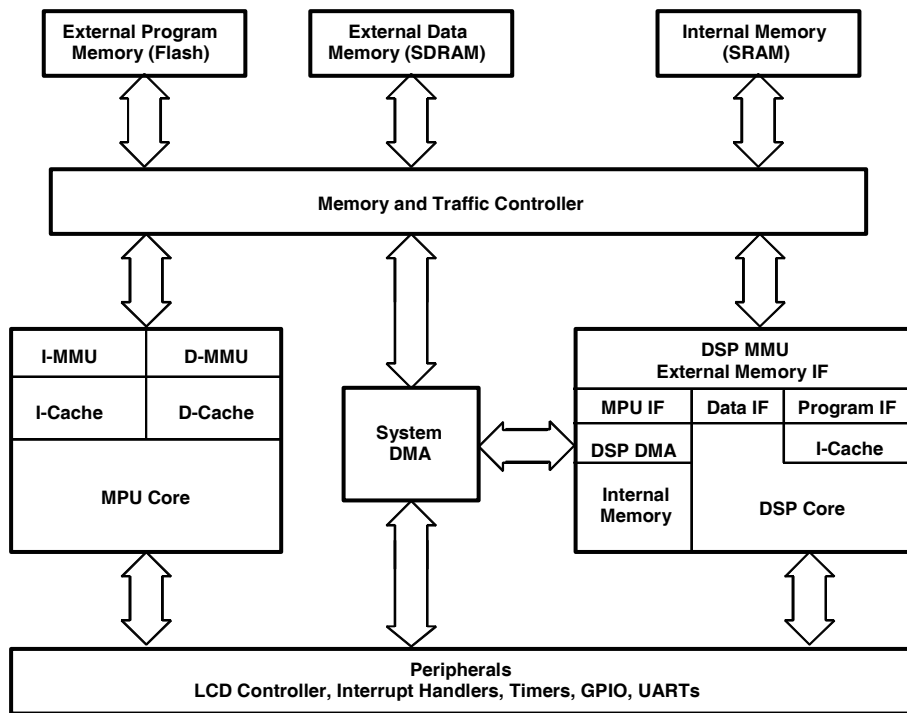 External Program
Memory (Flash)
External Data
Memory (SDRAM)
Internal Memory
(SRAM)
Memory and Traffic Controller
I-MMU
D-MMU
I-Cache
D-Cache
MPU Core
System
DMA
DSP MMU
External Memory IF
MPU IF
Data IF
Program IF
DSP DMA
I-Cache
Internal
Memory
DSP Core
Peripherals
LCD Controller, Interrupt Handlers, Timers, GPIO, UARTs